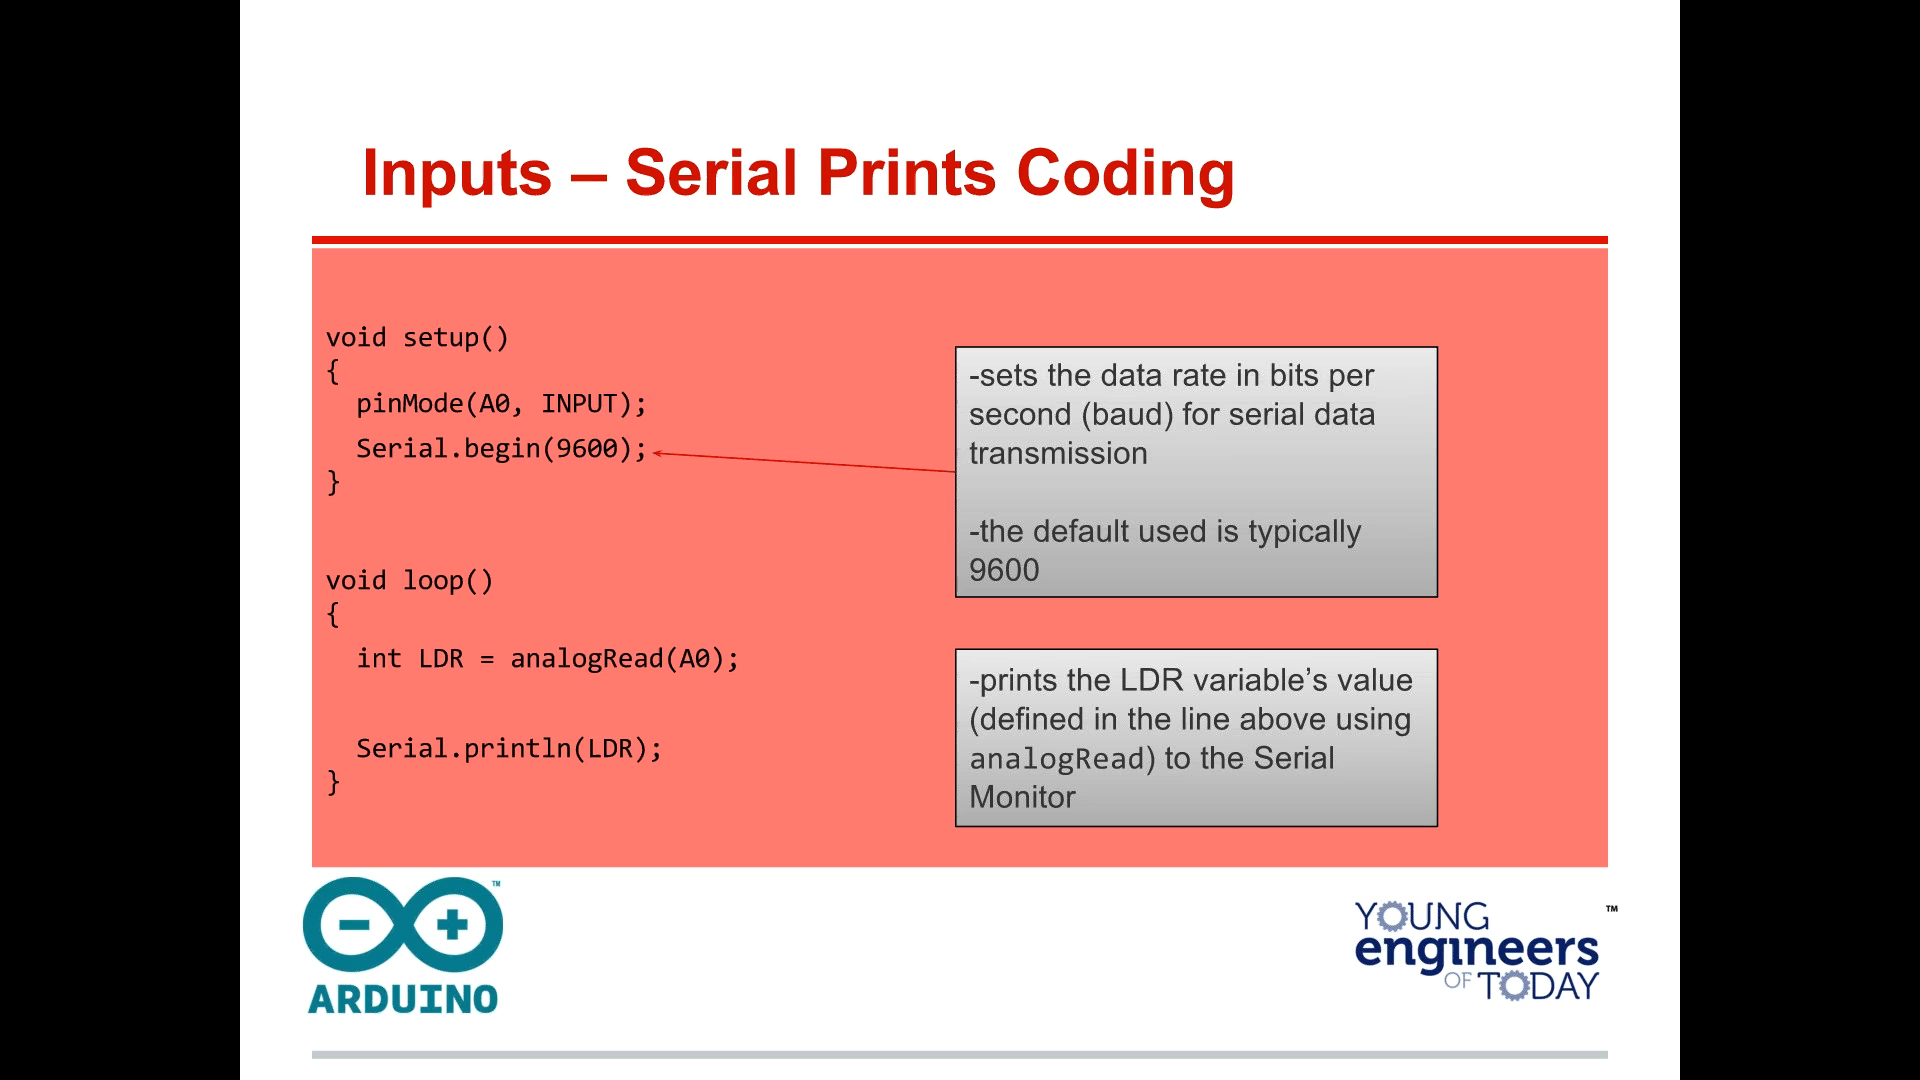 Inputs – Serial Prints Coding
void setup()
{
pinMode(A0, INPUT);
Serial.begin(9600);
}
void loop()
{
int LDR = analogRead(A0);
Serial.println(LDR);
}
-sets the data rate in bits per
second (baud) for serial data
transmission
-the default used is typically
9600
-prints the LDR variable’s value
(defined in the line above using
analogRead) to the Serial
Monitor
TM
ARDUINO
YOUNG
engineers
OF TODAY
TM